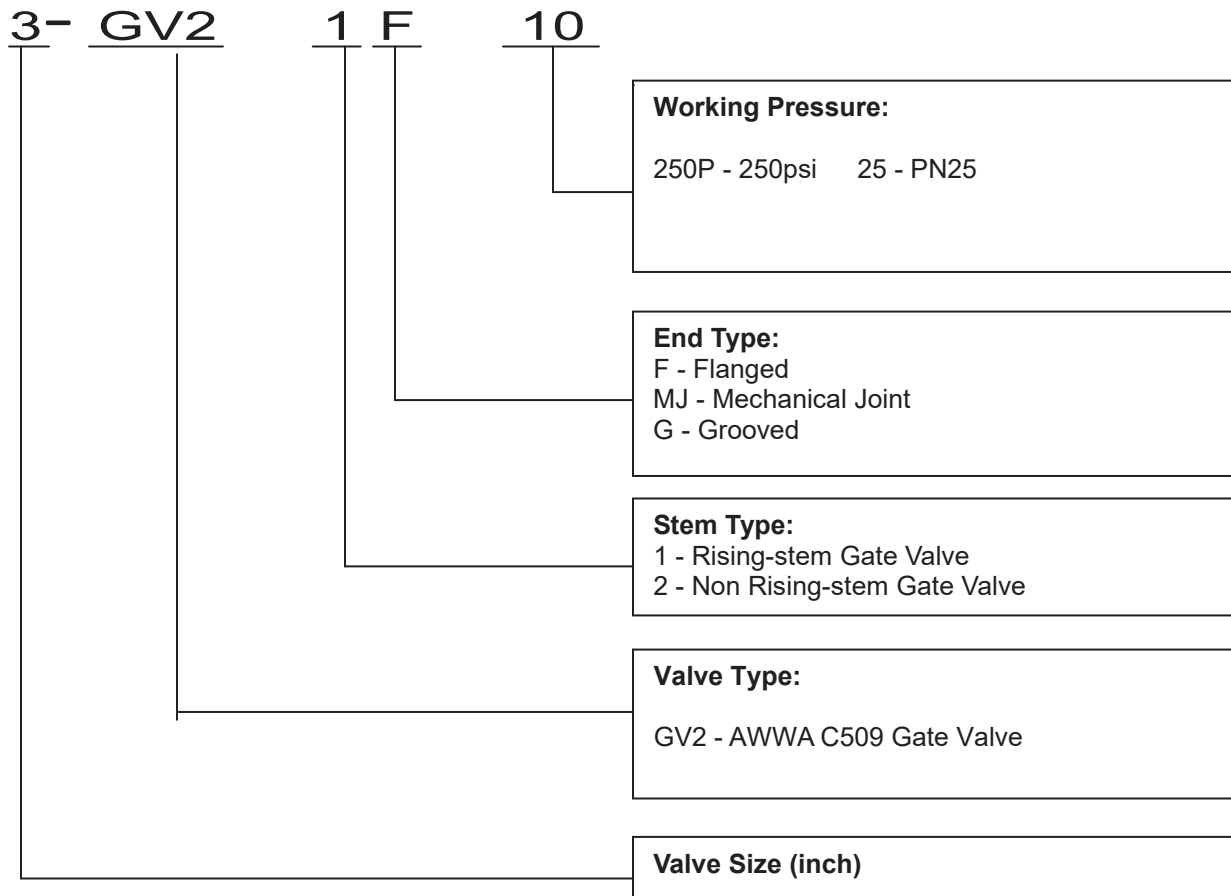 3- GV2 1 F 10
Working Pressure:
250P - 250psi 25 - PN25
End Type:
F - Flanged
MJ - Mechanical Joint
G - Grooved
Stem Type:
1 - Rising-stem Gate Valve
2 - Non Rising-stem Gate Valve
Valve Type:
GV2 - AWWA C509 Gate Valve
Valve Size (inch)